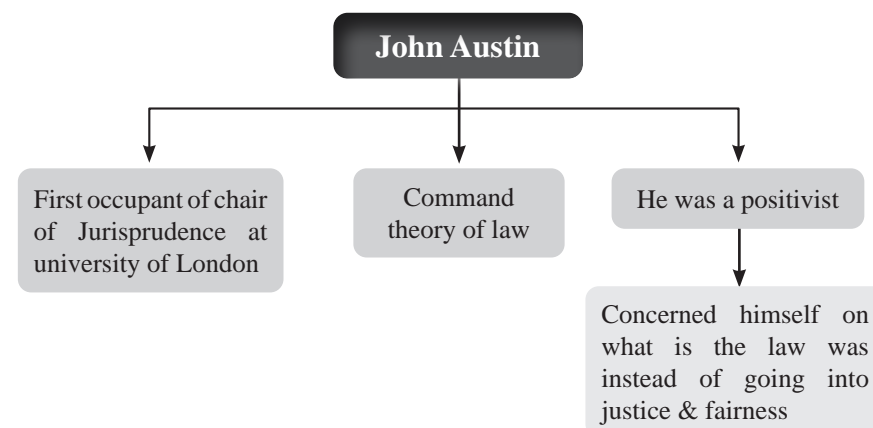 John Austin
First occupant of chair
of Jurisprudence at
university of London
Command
theory of law
He was a positivist
Concerned himself on
what is the law was
instead of going into
justice & fairness